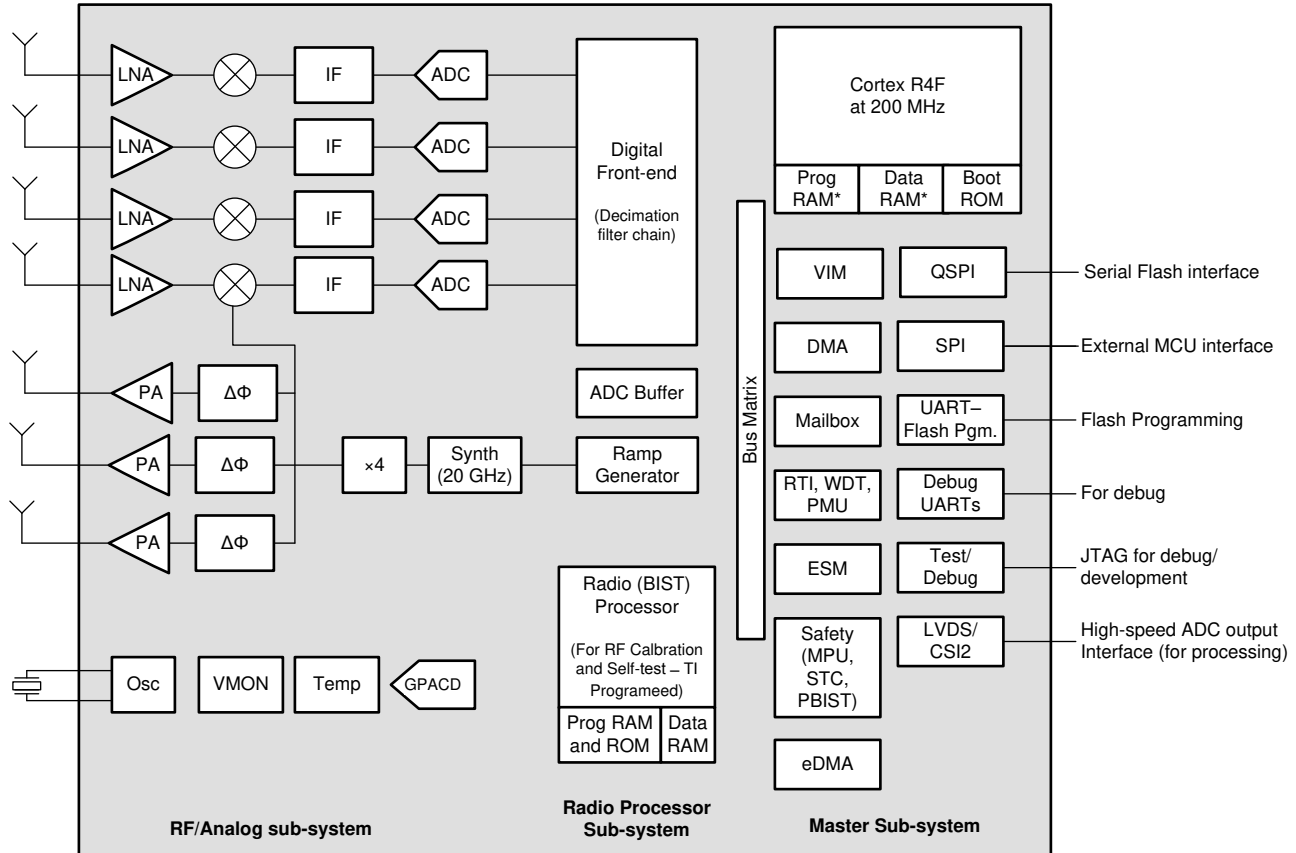 LNA
IF
ADC
LNA
IF
ADC
LNA
IF
ADC
LNA
IF
ADC
PA
ΔΦ
PA
ΔΦ
PA
ΔΦ
×4
Synth
(20 GHz)
Osc
VMON
Temp
GPACD
RF/Analog sub-system
Digital
Front-end
(Decimation
filter chain)
ADC Buffer
Ramp
Generator
Radio (BIST)
Processor
(For RF Calbration
and Self-test – TI
Programeed)
Prog RAM
and ROM
Data
RAM
Radio Processor
Sub-system
Bus Matrix
Cortex R4F
at 200 MHz
Prog
RAM*
Data
RAM*
Boot
ROM
VIM
QSPI
Serial Flash interface
DMA
SPI
External MCU interface
Mailbox
UART–
Flash Pgm.
Flash Programming
RTI, WDT,
PMU
Debug
UARTs
For debug
ESM
Test/
Debug
JTAG for debug/
development
Safety
(MPU,
STC,
PBIST)
LVDS/
CSI2
High-speed ADC output
Interface (for processing)
eDMA
Master Sub-system